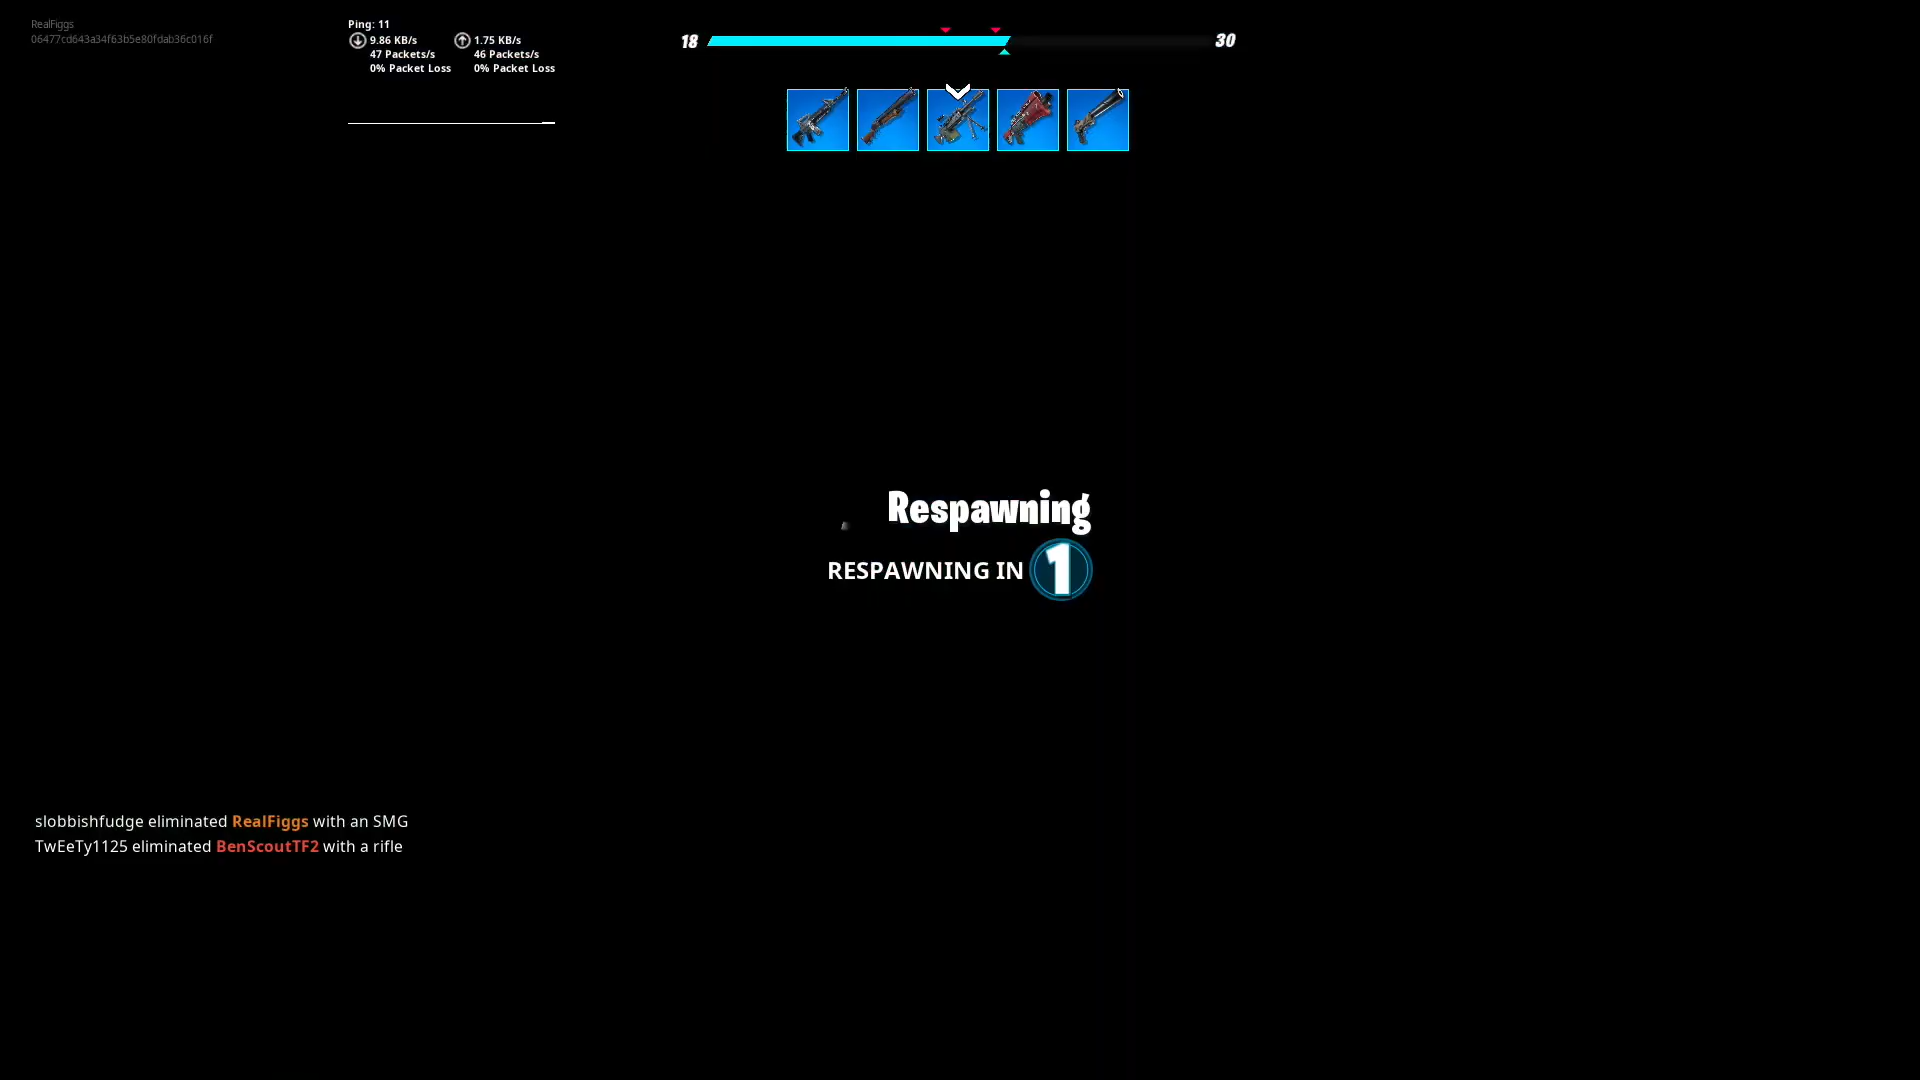 RealFiggs
06477cd643a34f63b5e80fdab36c016f
Ping: 11
9.86 KB/s 1.75 KB/s
47 Packets/s 46 Packets/s
0% Packet Loss 0% Packet Loss
18 30
Respawning
RESPAWNING IN 1
slobbishfudge eliminated RealFiggs with an SMG
TwEeTy1125 eliminated BenScoutTF2 with a rifle